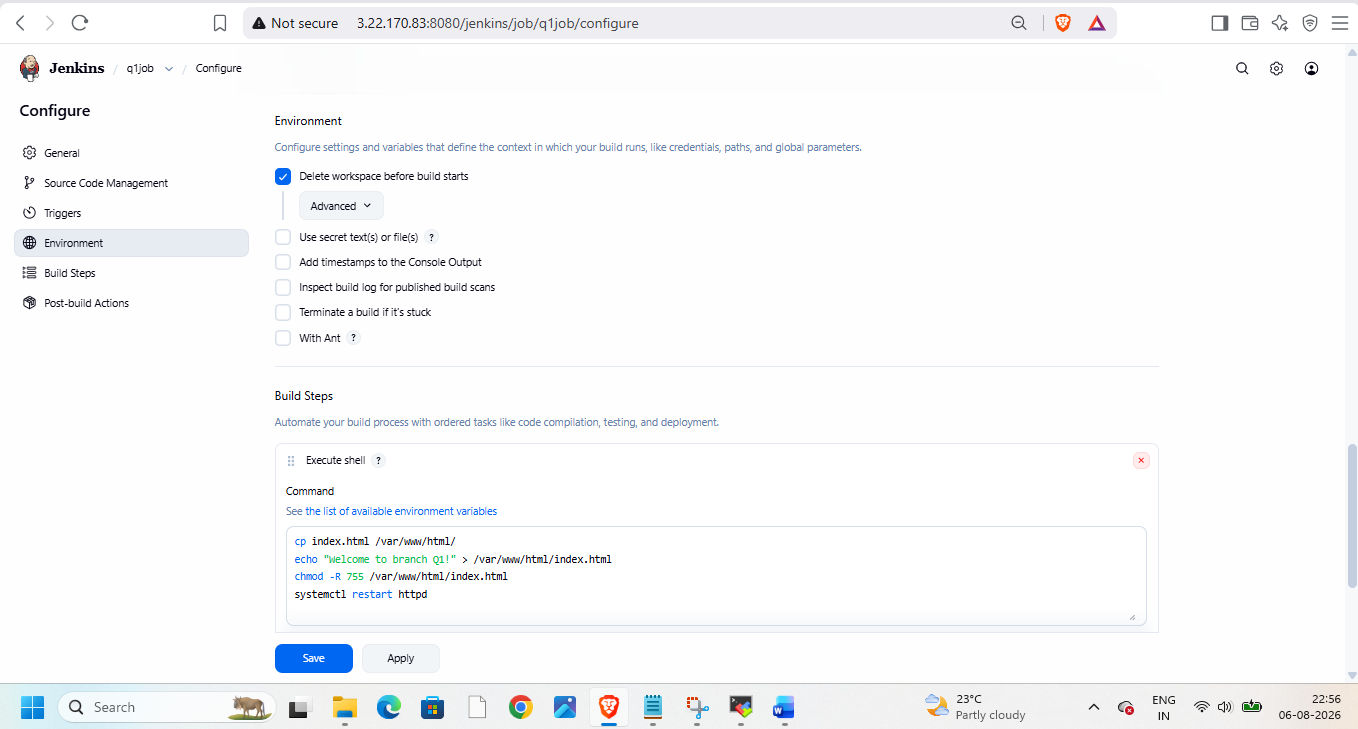 Not secure 3.22.170.83:8080/jenkins/job/q1job/configure
Jenkins / q1job / Configure
Configure
General
Source Code Management
Triggers
Environment
Build Steps
Post-build Actions
Environment
Configure settings and variables that define the context in which your build runs, like credentials, paths, and global parameters.
Delete workspace before build starts
Advanced
Use secret text(s) or file(s) ?
Add timestamps to the Console Output
Inspect build log for published build scans
Terminate a build if it's stuck
With Ant ?
Build Steps
Automate your build process with ordered tasks like code compilation, testing, and deployment.
Execute shell ?
Command
See the list of available environment variables
cp index.html /var/www/html/
echo "Welcome to branch Q1!" > /var/www/html/index.html
chmod -R 755 /var/www/html/index.html
systemctl restart httpd
Save Apply
Search
23°C
Partly cloudy
ENG
IN
22:56
06-08-2026